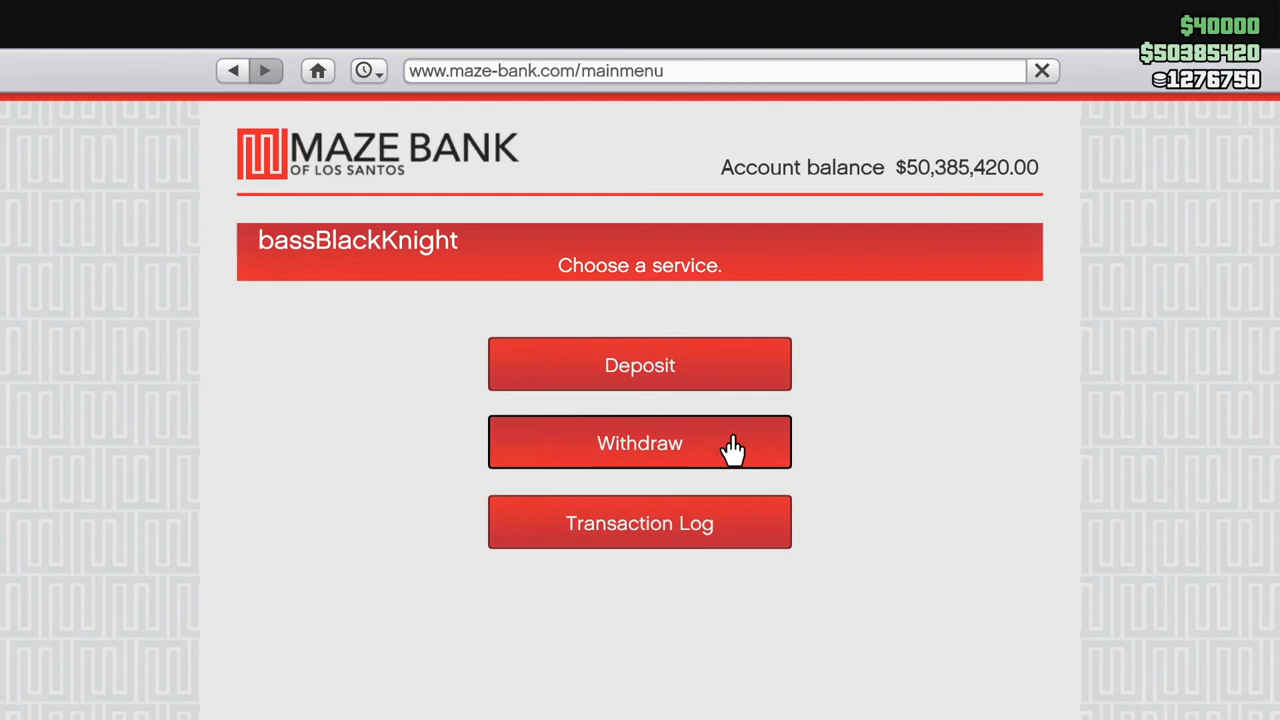 $40000
$50385420
1276750
www.maze-bank.com/mainmenu
MAZE BANK
OF LOS SANTOS
Account balance $50,385,420.00
bassBlackKnight
Choose a service.
Deposit
Withdraw
Transaction Log